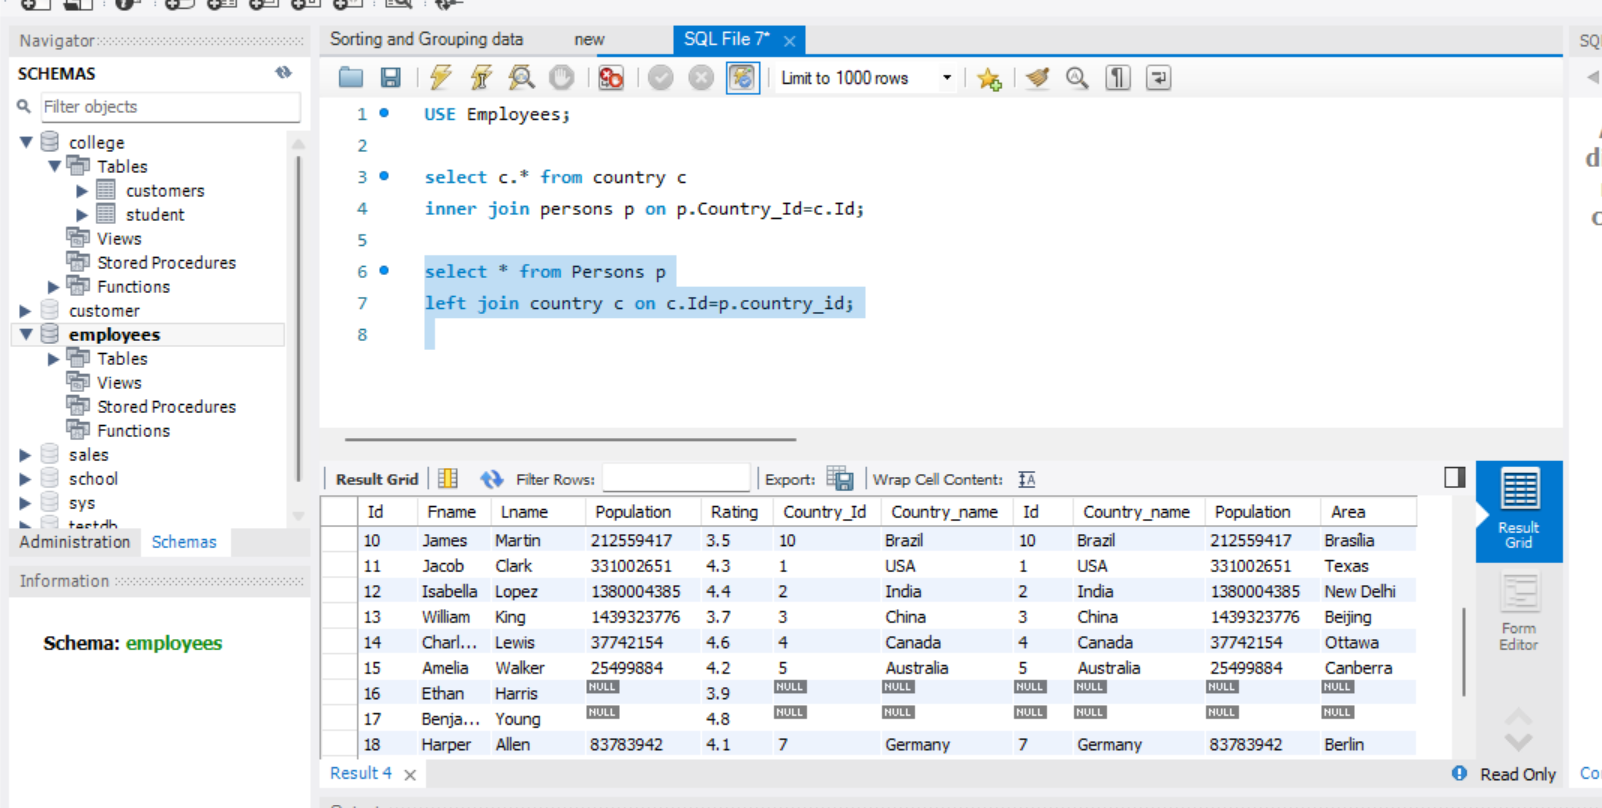 Navigator
SCHEMAS
Filter objects
college
Tables
customers
student
Views
Stored Procedures
Functions
customer
employees
Tables
Views
Stored Procedures
Functions
sales
school
sys
testdb
Administration Schemas
Information
Schema: employees
Sorting and Grouping data new SQL File 7*
Limit to 1000 rows
1 USE Employees;
2
3 select c.* from country c
4 inner join persons p on p.Country_Id=c.Id;
5
6 select * from Persons p
7 left join country c on c.Id=p.country_id;
8
Result Grid Filter Rows: Export: Wrap Cell Content:
Id Fname Lname Population Rating Country_Id Country_name Id Country_name Population Area
10 James Martin 212559417 3.5 10 Brazil 10 Brazil 212559417 Brasília
11 Jacob Clark 331002651 4.3 1 USA 1 USA 331002651 Texas
12 Isabella Lopez 1380004385 4.4 2 India 2 India 1380004385 New Delhi
13 William King 1439323776 3.7 3 China 3 China 1439323776 Beijing
14 Charl... Lewis 37742154 4.6 4 Canada 4 Canada 37742154 Ottawa
15 Amelia Walker 25499884 4.2 5 Australia 5 Australia 25499884 Canberra
16 Ethan Harris NULL 3.9 NULL NULL NULL NULL NULL NULL
17 Benja... Young NULL 4.8 NULL NULL NULL NULL NULL NULL
18 Harper Allen 83783942 4.1 7 Germany 7 Germany 83783942 Berlin
Result 4
Result
Grid
Form
Editor
Read Only